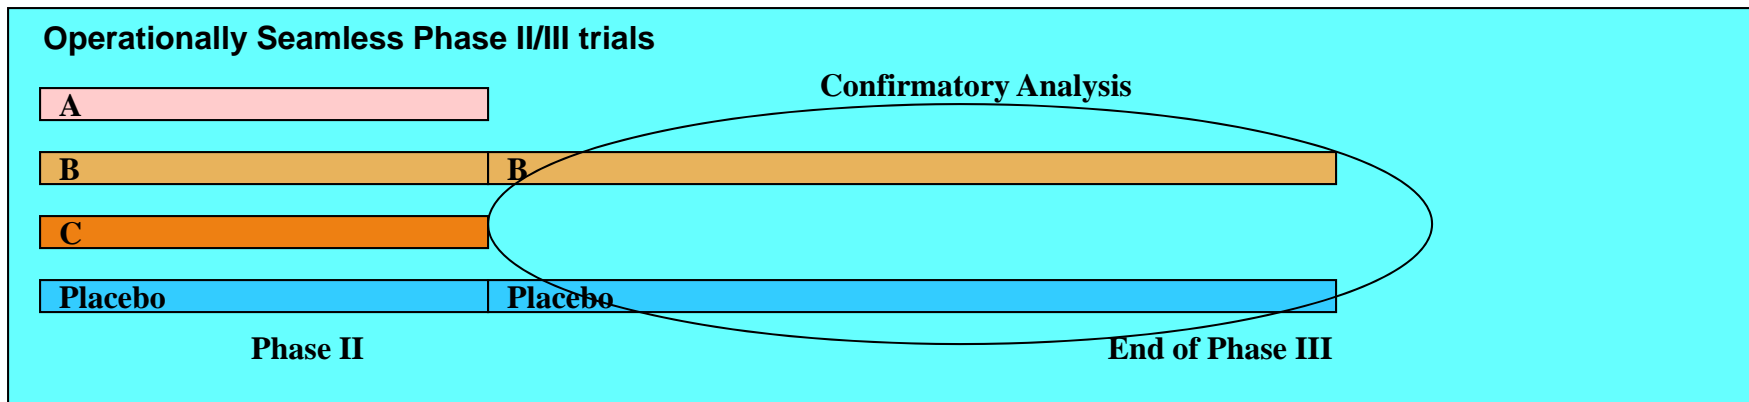 Operationally Seamless Phase II/III trials
Confirmatory Analysis
A
B B
C
Placebo Placebo
Phase II End of Phase III